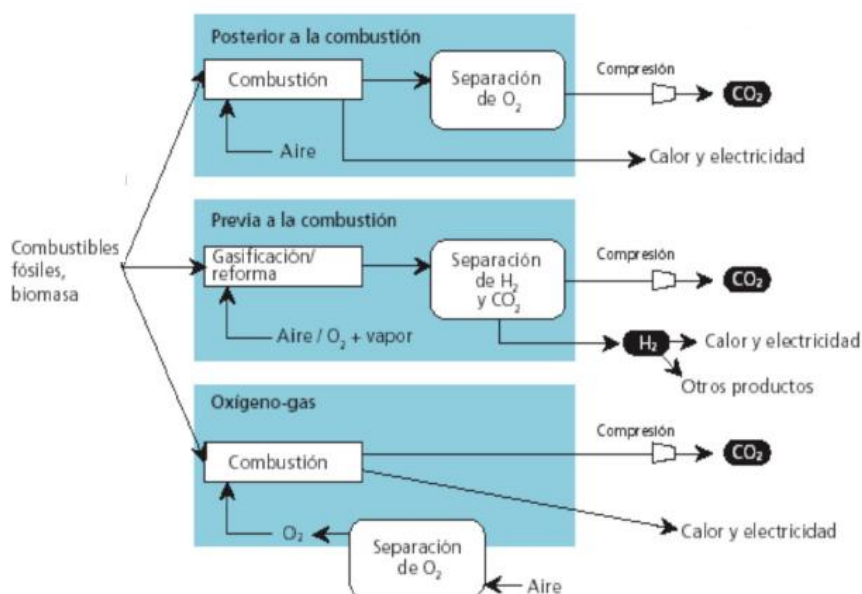 Posterior a la combustión
Combustión
Separación
de O₂
Compresión
CO₂
Aire
Calor y electricidad
Previa a la combustión
Combustibles
fósiles,
biomasa
Gasificación/
reforma
Separación
de H₂
y CO₂
Compresión
CO₂
Aire / O₂ + vapor
H₂
Calor y electricidad
Otros productos
Oxígeno-gas
Compresión
CO₂
Combustión
O₂
Separación
de O₂
Calor y electricidad
Aire